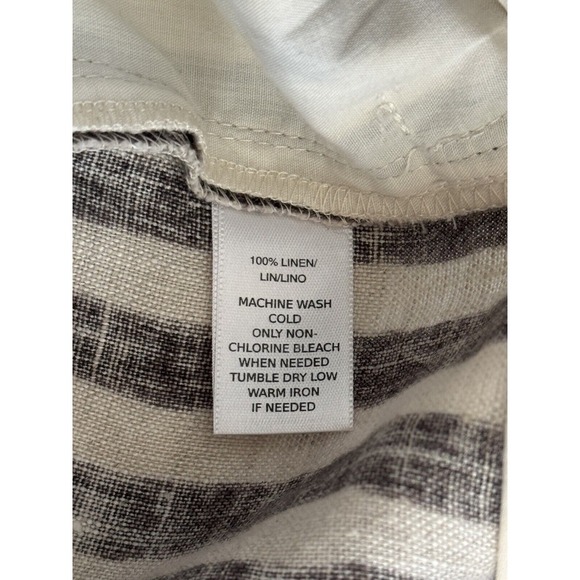 100% LINEN/
LIN/LINO
MACHINE WASH
COLD
ONLY NON-
CHLORINE BLEACH
WHEN NEEDED
TUMBLE DRY LOW
WARM IRON
IF NEEDED